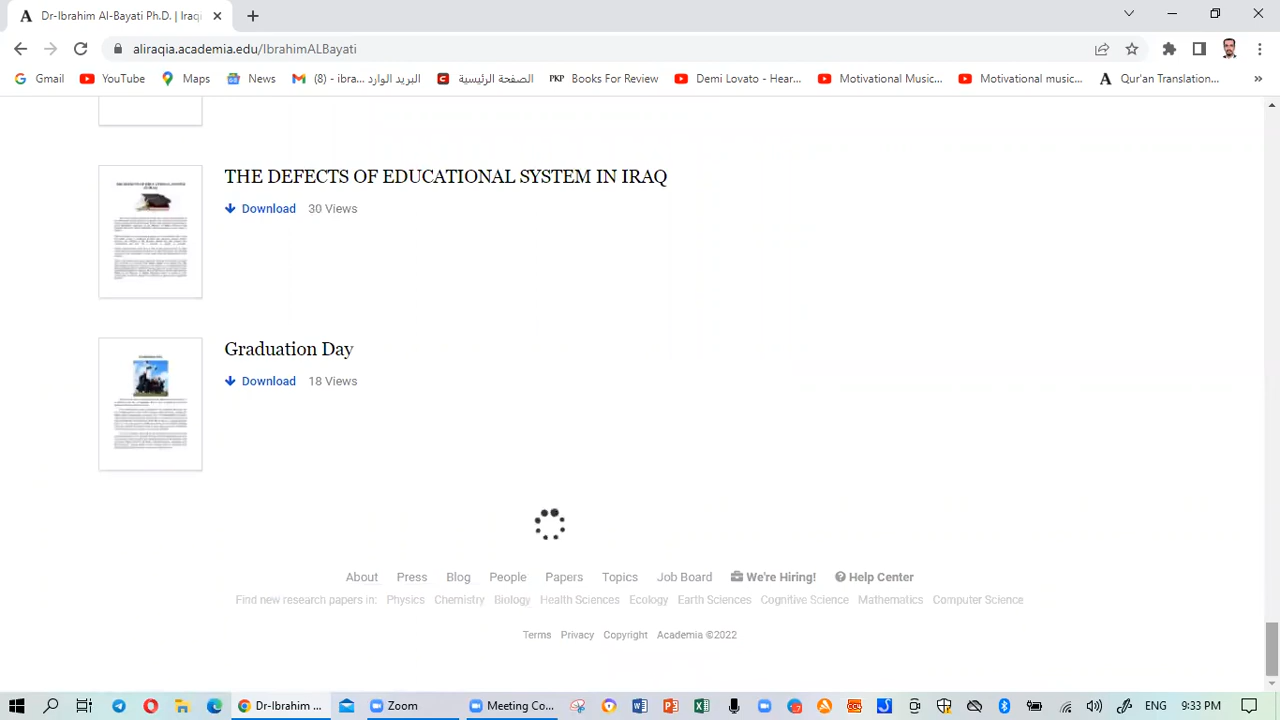 Dr-Ibrahim Al-Bayati Ph.D. | Iraqi
aliraqia.academia.edu/IbrahimALBayati
Gmail YouTube Maps News (8) - ibra... البريد الوارد الصفحة الرئيسية PKP Books For Review Demi Lovato - Hear... Motivational Music... Motivational music... Qur'an Translation... »
THE DEFECTS OF EDUCATIONAL SYSTEM IN IRAQ
Download 30 Views
Graduation Day
Download 18 Views
About Press Blog People Papers Topics Job Board We're Hiring! Help Center
Find new research papers in: Physics Chemistry Biology Health Sciences Ecology Earth Sciences Cognitive Science Mathematics Computer Science
Terms Privacy Copyright Academia ©2022
Dr-Ibrahim ... Zoom Meeting Co... ENG 9:33 PM